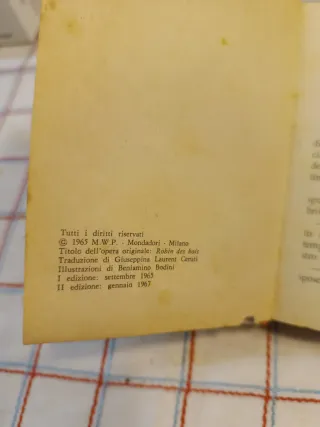 Tutti i diritti riservati
© 1965 M.W.P. - Mondadori - Milano
Titolo dell'opera originale: Robin des bois
Traduzione di Giuseppina Laurent Cerati
Illustrazioni di Beniamino Bodini
I edizione: settembre 1965
II edizione: gennaio 1967